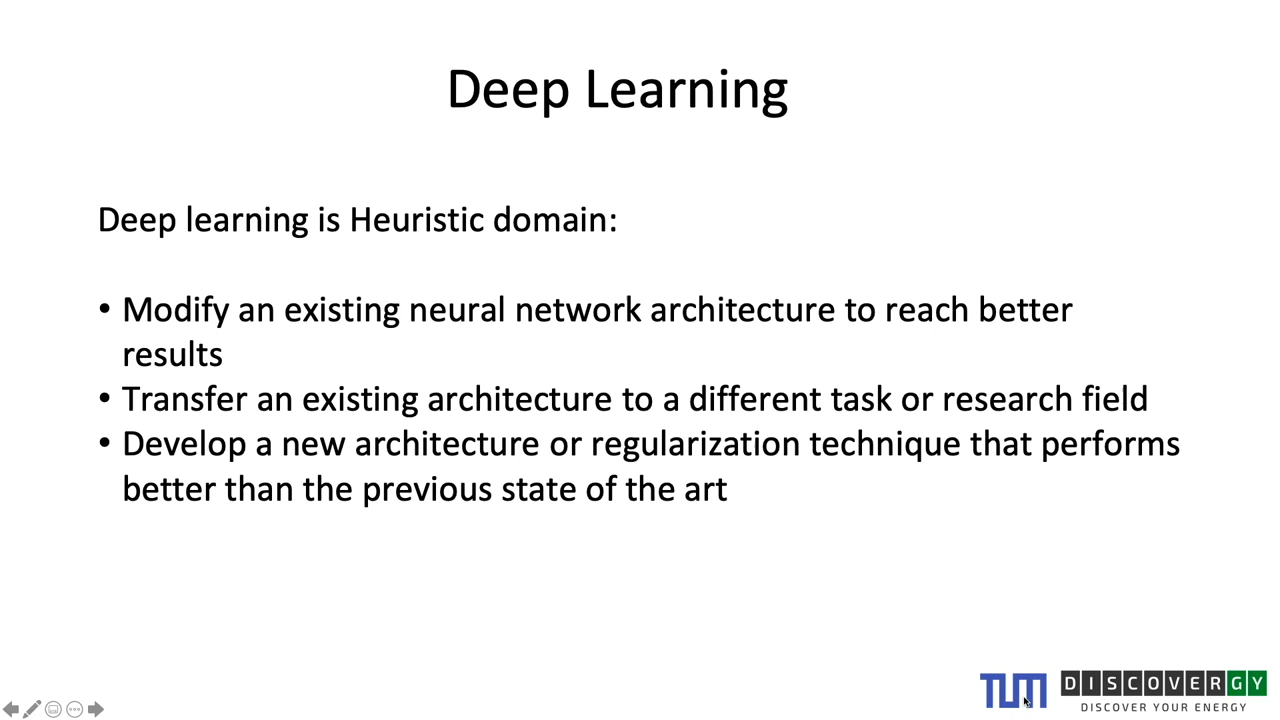 Deep Learning
Deep learning is Heuristic domain:
• Modify an existing neural network architecture to reach better
results
• Transfer an existing architecture to a different task or research field
• Develop a new architecture or regularization technique that performs
better than the previous state of the art
TUM
DISCOVERGY
DISCOVER YOUR ENERGY